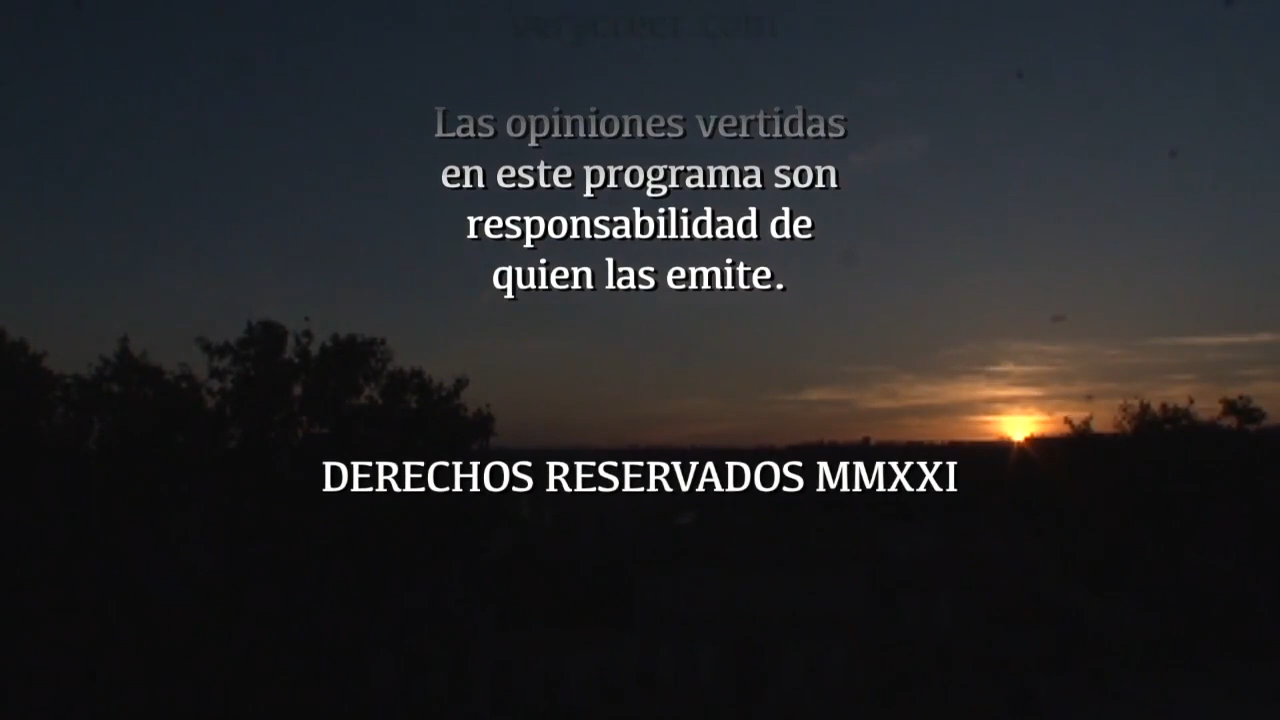 Las opiniones vertidas
en este programa son
responsabilidad de
quien las emite.
DERECHOS RESERVADOS MMXXI